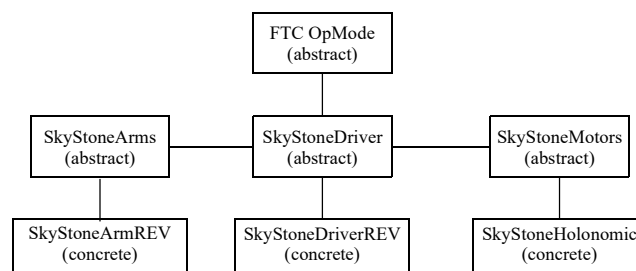 FTC OpMode
(abstract)
SkyStoneArms
(abstract)
SkyStoneDriver
(abstract)
SkyStoneMotors
(abstract)
SkyStoneArmREV
(concrete)
SkyStoneDriverREV
(concrete)
SkyStoneHolonomic
(concrete)